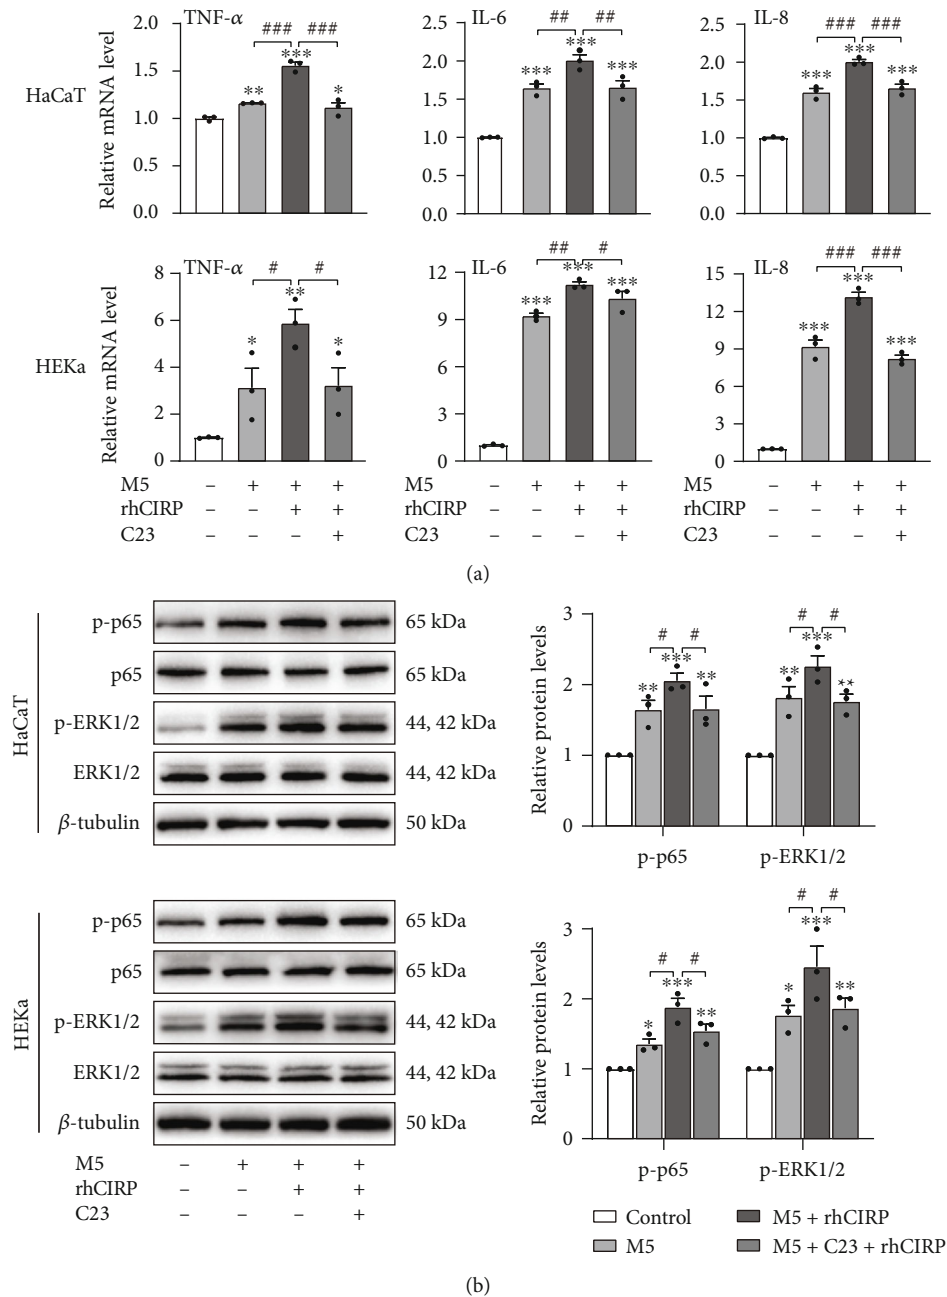 TNF-α
IL-6
IL-8
HaCaT
Relative mRNA level
2.0
1.5
1.0
0.5
0.0
### ###
** *** *
2.5
2.0
1.5
1.0
0.5
0.0
## ##
*** *** ***
2.5
2.0
1.5
1.0
0.5
0.0
### ###
*** *** ***
TNF-α
IL-6
IL-8
HEKa
Relative mRNA level
8
6
4
2
0
# #
* ** *
12
9
6
3
0
## #
*** *** ***
15
12
9
6
3
0
### ###
*** *** ***
M5 – + + +
rhCIRP – – + +
C23 – – – +
M5 – + + +
rhCIRP – – + +
C23 – – – +
M5 – + + +
rhCIRP – – + +
C23 – – – +
(a)
HaCaT
p-p65 65 kDa
p65 65 kDa
p-ERK1/2 44, 42 kDa
ERK1/2 44, 42 kDa
β-tubulin 50 kDa
Relative protein levels
3
2
1
0
# #
** *** **
# #
** *** **
p-p65 p-ERK1/2
HEKa
p-p65 65 kDa
p65 65 kDa
p-ERK1/2 44, 42 kDa
ERK1/2 44, 42 kDa
β-tubulin 50 kDa
M5 – + + +
rhCIRP – – + +
C23 – – – +
Relative protein levels
3
2
1
0
# #
* *** **
# #
* *** **
p-p65 p-ERK1/2
Control M5 + rhCIRP
M5 M5 + C23 + rhCIRP
(b)